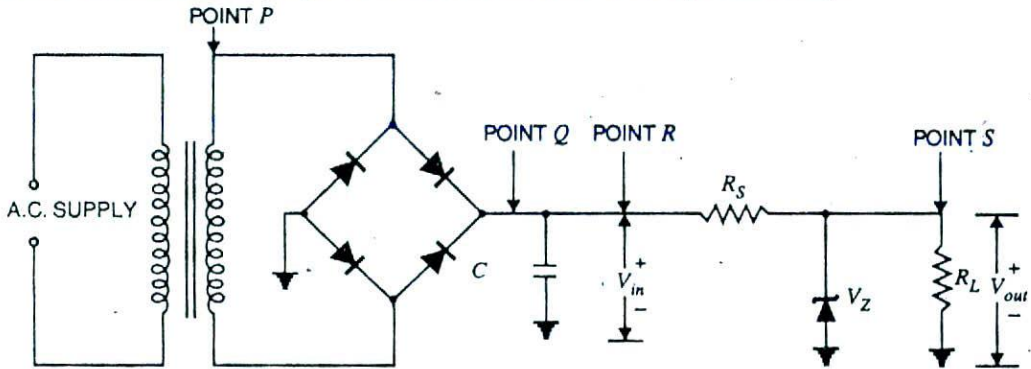 POINT P
POINT Q
POINT R
POINT S
R_S
A.C. SUPPLY
C
V_in
+
−
V_Z
R_L
+
V_out
−